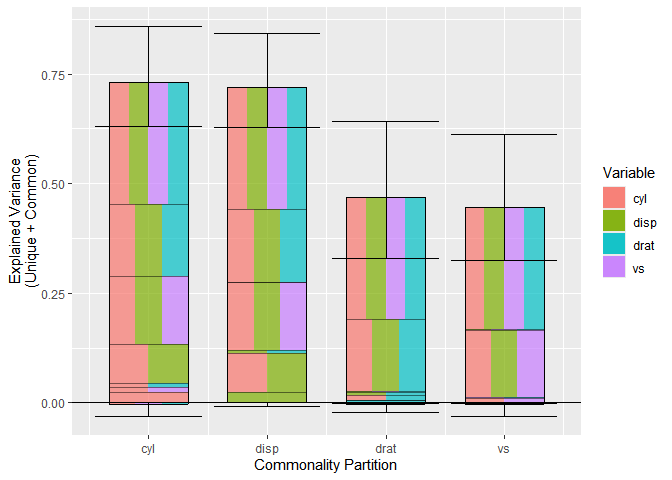 Explained Variance
(Unique + Common)
0.75
0.50
0.25
0.00
cyl
disp
drat
vs
Commonality Partition
Variable
cyl
disp
drat
vs